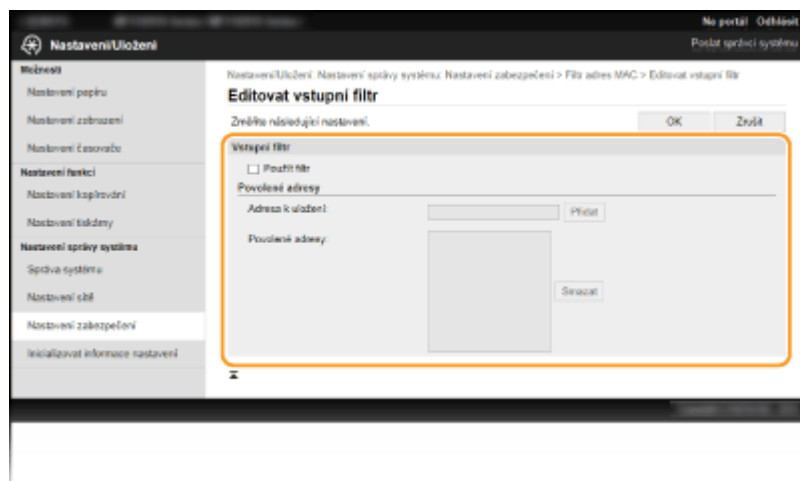 Na portál Odhlásit
Nastavení/Uložení
Poslat správci systému
Možnosti
Nastavení papíru
Nastavení zobrazení
Nastavení časovače
Nastavení funkcí
Nastavení kopírování
Nastavení tiskárny
Nastavení správy systému
Správa systému
Nastavení sítě
Nastavení zabezpečení
Inicializovat informace nastavení
Nastavení/Uložení: Nastavení správy systému: Nastavení zabezpečení > Filtr adres MAC > Editovat vstupní filtr
Editovat vstupní filtr
Změňte následující nastavení.
OK
Zrušit
Vstupní filtr
Použít filtr
Povolené adresy
Adresa k uložení:
Přidat
Povolené adresy:
Smazat